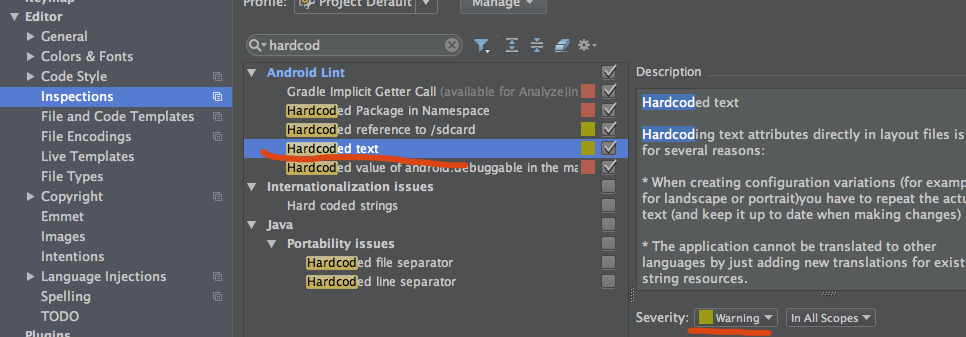 Keymap
Editor
General
Colors & Fonts
Code Style
Inspections
File and Code Templates
File Encodings
Live Templates
File Types
Copyright
Emmet
Images
Intentions
Language Injections
Spelling
TODO
Plugins
Profile: Project Default Manage
hardcod
Android Lint
Gradle Implicit Getter Call (available for Analyze|In
Hardcoded Package in Namespace
Hardcoded reference to /sdcard
Hardcoded text
Hardcoded value of android:debuggable in the ma
Internationalization issues
Hard coded strings
Java
Portability issues
Hardcoded file separator
Hardcoded line separator
Description
Hardcoded text
Hardcoding text attributes directly in layout files is
for several reasons:
* When creating configuration variations (for examp
for landscape or portrait)you have to repeat the actu
text (and keep it up to date when making changes)
* The application cannot be translated to other
languages by just adding new translations for exist
string resources.
Severity: Warning In All Scopes